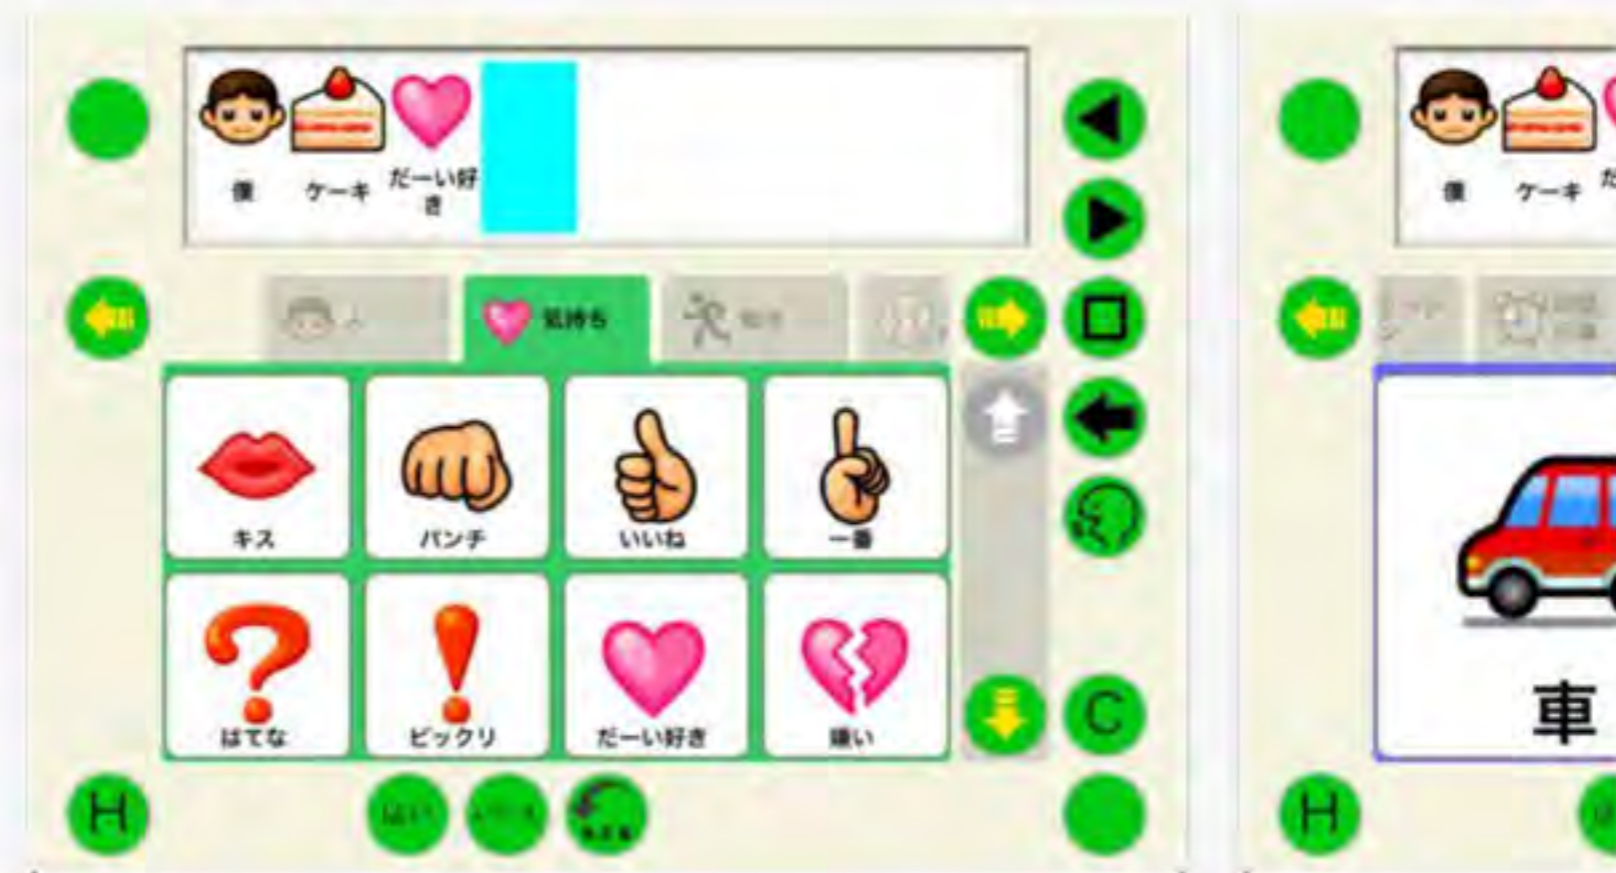 僕 ケーキ だーい好
き
気持ち
キス パンチ いいね 一番
はてな ビックリ だーい好き 嫌い
C
H はい
僕 ケーキ
車
H